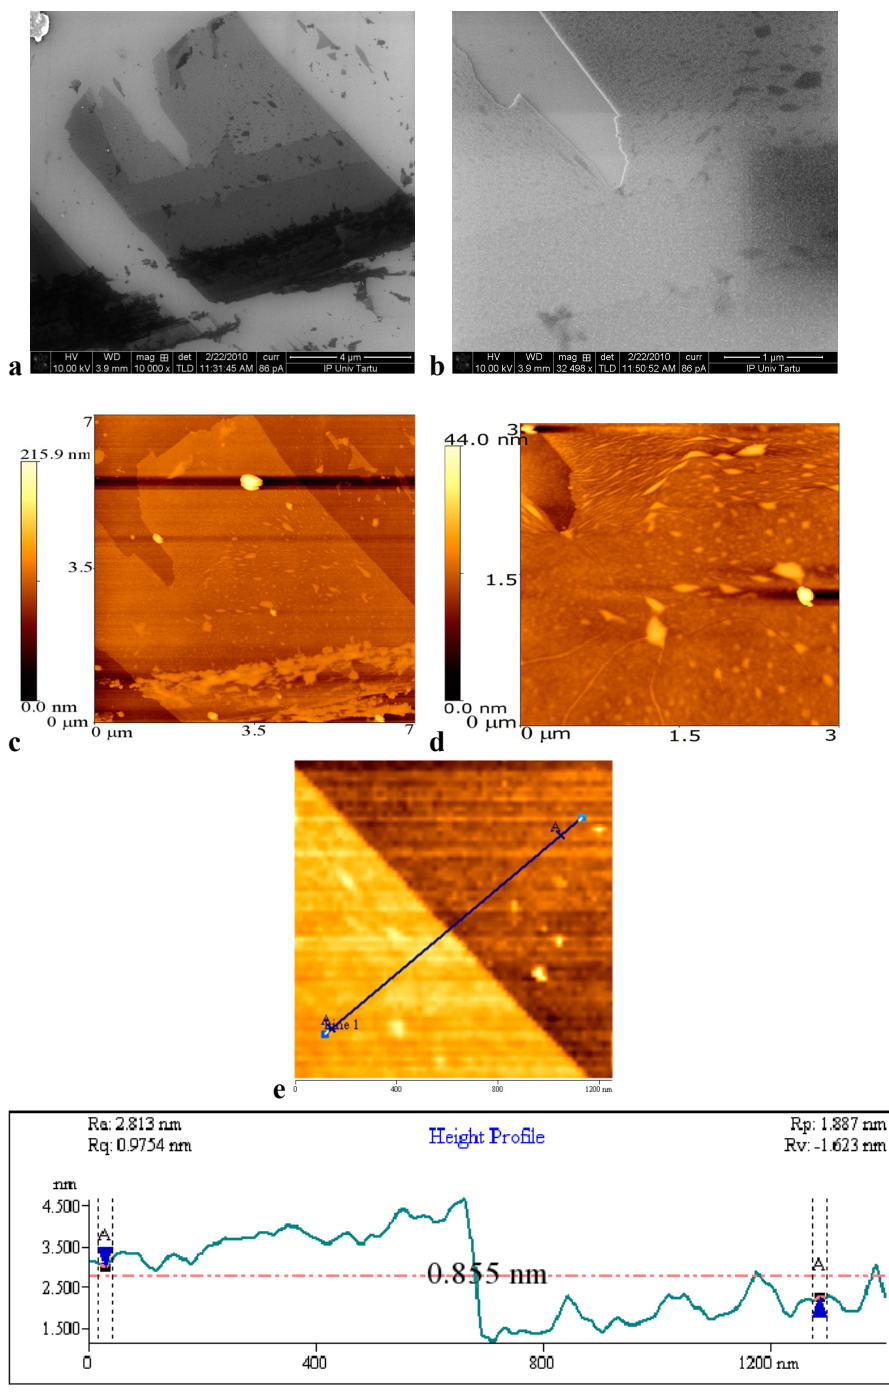 HV WD mag ⊞ det 2/22/2010 curr 4 µm
10.00 kV 3.9 mm 10 000 x TLD 11:31:45 AM 86 pA IP Univ Tartu
a
HV WD mag ⊞ det 2/22/2010 curr 1 µm
10.00 kV 3.9 mm 32 498 x TLD 11:50:52 AM 86 pA IP Univ Tartu
b
215.9 nm
0.0 nm
7
3.5
0 µm
0 µm 3.5 7
c
44.0 nm
0.0 nm
3
1.5
0 µm
0 µm 1.5 3
d
A
A
Line 1
0 400 800 1200 nm
e
Ra: 2.813 nm
Rq: 0.9754 nm
Height Profile
Rp: 1.887 nm
Rv: -1.623 nm
nm
4.500
3.500
2.500
1.500
A
0.855 nm
A
0 400 800 1200 nm